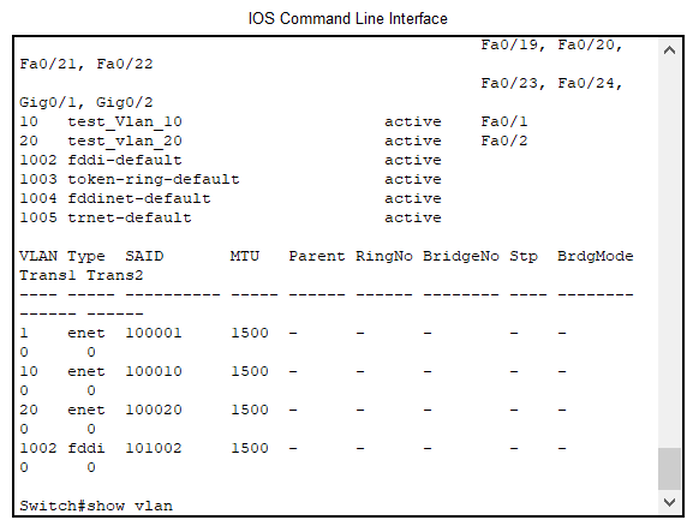 IOS Command Line Interface
Fa0/19, Fa0/20,
Fa0/21, Fa0/22
Fa0/23, Fa0/24,
Gig0/1, Gig0/2
10 test_Vlan_10 active Fa0/1
20 test_vlan_20 active Fa0/2
1002 fddi-default active
1003 token-ring-default active
1004 fddinet-default active
1005 trnet-default active
VLAN Type SAID MTU Parent RingNo BridgeNo Stp BrdgMode
Trans1 Trans2
---- ----- ---------- ----- ------ ------ -------- ---- --------
------ ------
1 enet 100001 1500 - - - - -
0 0
10 enet 100010 1500 - - - - -
0 0
20 enet 100020 1500 - - - - -
0 0
1002 fddi 101002 1500 - - - - -
0 0
Switch#show vlan